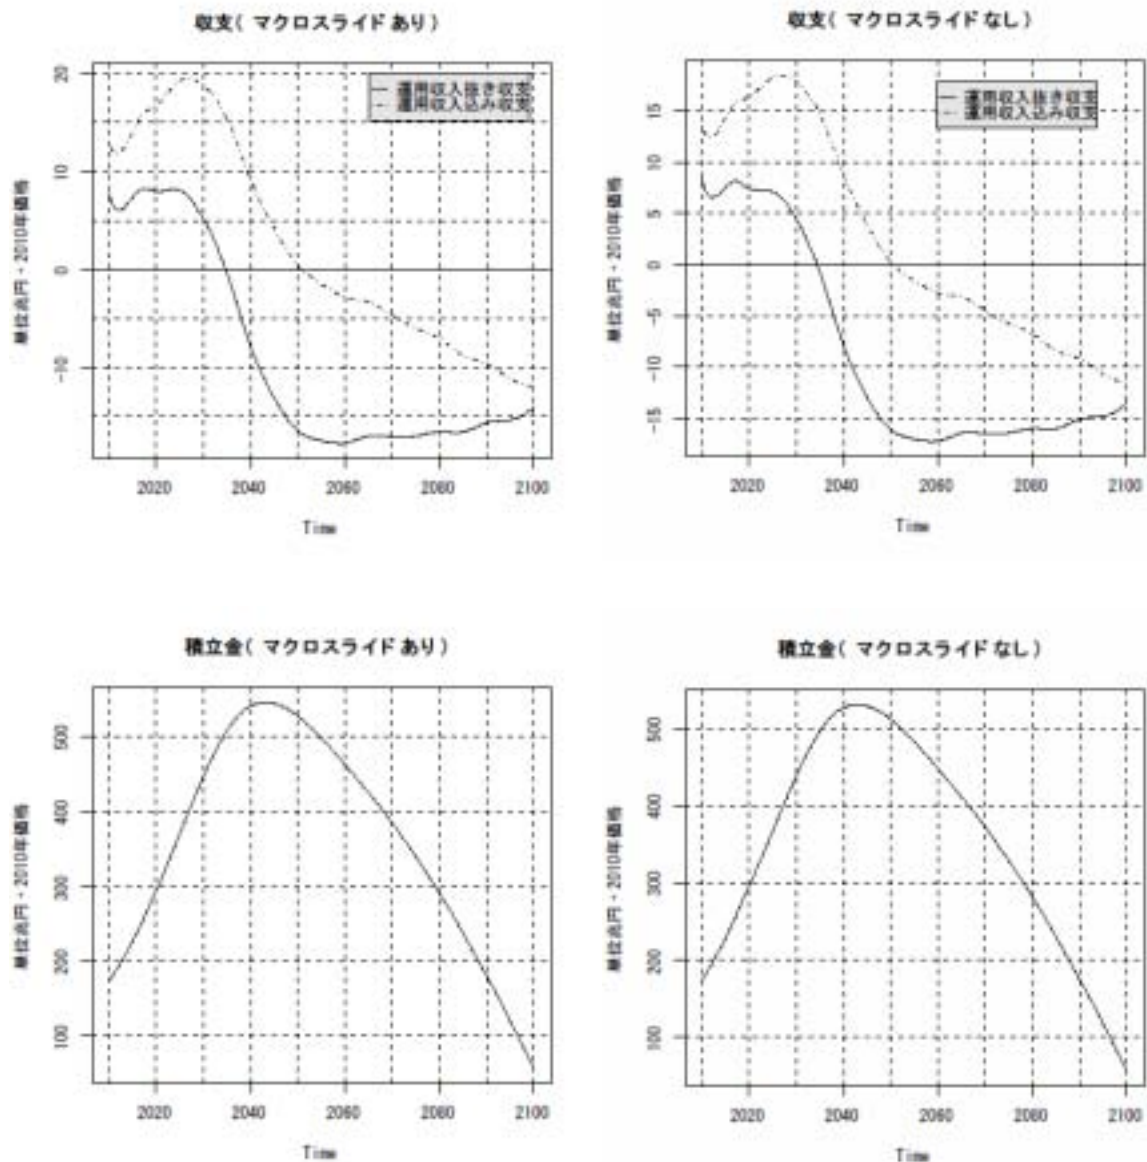 収支( マクロスライド あり )
20
10
0
-10
単位兆円・2010年価格
運用収入抜き収支
運用収入込み収支
2020 2040 2060 2080 2100
Time
収支( マクロスライド なし )
15
10
5
0
-5
-10
-15
単位兆円・2010年価格
運用収入抜き収支
運用収入込み収支
2020 2040 2060 2080 2100
Time
積立金( マクロスライド あり )
500
400
300
200
100
単位兆円・2010年価格
2020 2040 2060 2080 2100
Time
積立金( マクロスライド なし )
500
400
300
200
100
単位兆円・2010年価格
2020 2040 2060 2080 2100
Time